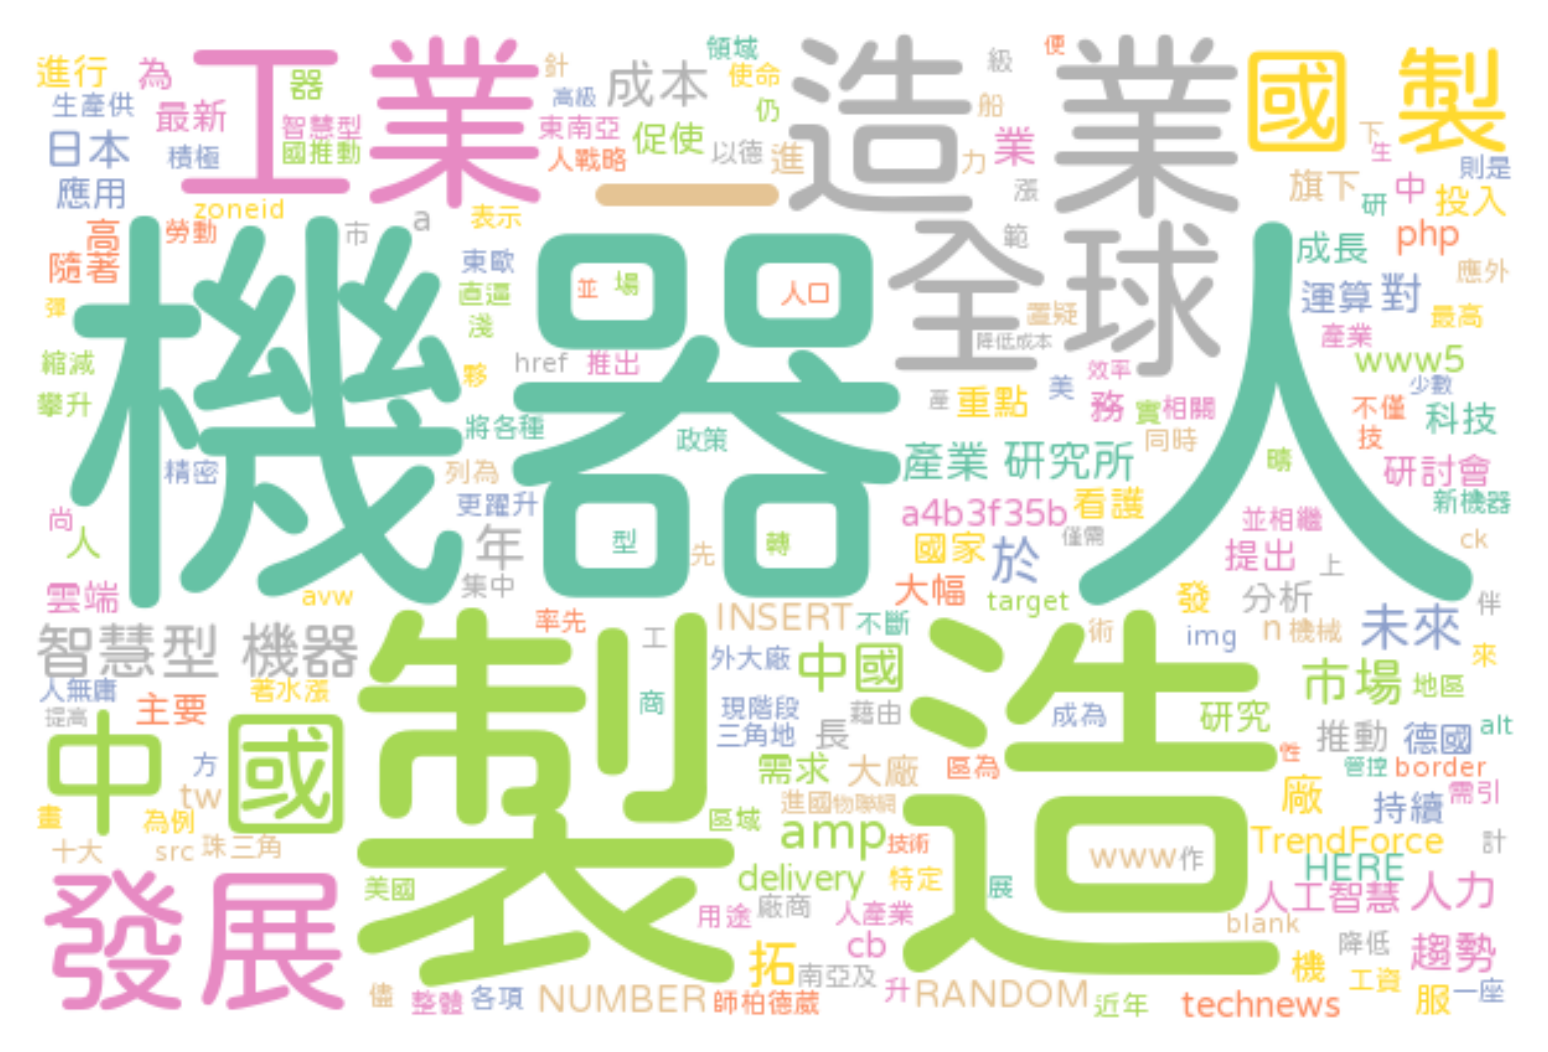 進行 為 工業 器 針 成本 領域 使命 造業 級 便 國 製
生產供 最新 智慧型 高級 仍 船 下
日本 積極 國推動 東南亞 促使 以德 進 力 業 生 則是
應用 人戰略 一 漲 旗下 研 中 投入
zoneid a 表示
高 勞動 市 全球 範 成長 php
隨著 機器人 東歐 並 場 人口 應外
彈 直逼 置疑 運算 對 最高
淺 降低成本 產業
縮減 href 推出 效率 www5
攀升 夥 產 重點 美 務 實 相關 少數
將各種 政策 同時 不僅 科技
精密 列為 產業 研究所 技 疇 研討會
更躍升 a4b3f35b 看護 新機器
尚 人 年 型 先 轉 國家 於 僅需 並相繼 ck
集中 大幅 提出 上
雲端 avw 製造 率先 INSERT 不斷 target 發 分析 伴
智慧型 機器 工 外大廠 中國 術 img n 機械 未來 來
人無庸 著水漲 市場 地區
提高 主要 商 現階段 藉由 成為 研究
中國 三角地 長 推動 德國 alt
方 需求 大廠 區為 性 管控 border
畫 tw 進國 物聯網 廠 持續 需引
為例 區域 amp 技術 TrendForce 計
十大 src 珠三角 www 作 HERE
美國 delivery 特定 展 人工智慧 人力
發展 用途 廠商 人產業 blank
cb 降低 趨勢
拓 南亞及 機 工資
儘 整體 各項 NUMBER 師柏德葳 升 RANDOM 近年 technews 服 一座